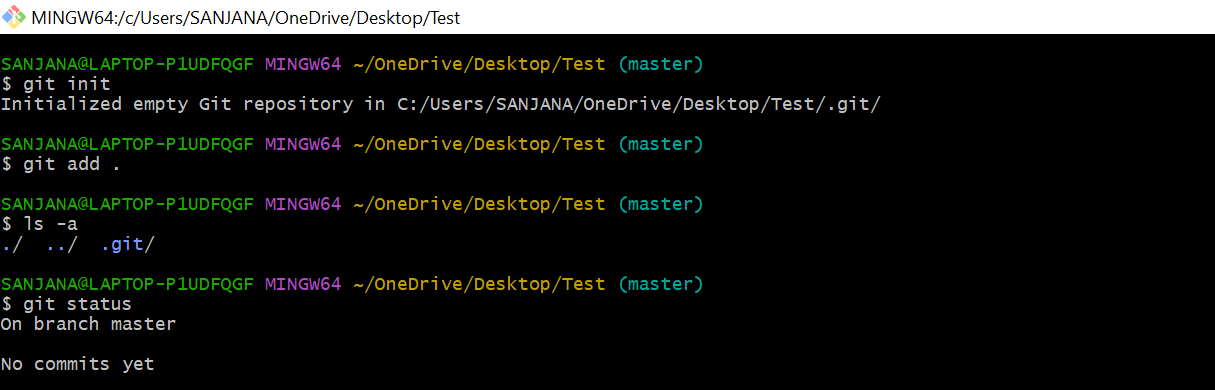 MINGW64:/c/Users/SANJANA/OneDrive/Desktop/Test
SANJANA@LAPTOP-P1UDFQGF MINGW64 ~/OneDrive/Desktop/Test (master)
$ git init
Initialized empty Git repository in C:/Users/SANJANA/OneDrive/Desktop/Test/.git/
SANJANA@LAPTOP-P1UDFQGF MINGW64 ~/OneDrive/Desktop/Test (master)
$ git add .
SANJANA@LAPTOP-P1UDFQGF MINGW64 ~/OneDrive/Desktop/Test (master)
$ ls -a
./  ../  .git/
SANJANA@LAPTOP-P1UDFQGF MINGW64 ~/OneDrive/Desktop/Test (master)
$ git status
On branch master
No commits yet